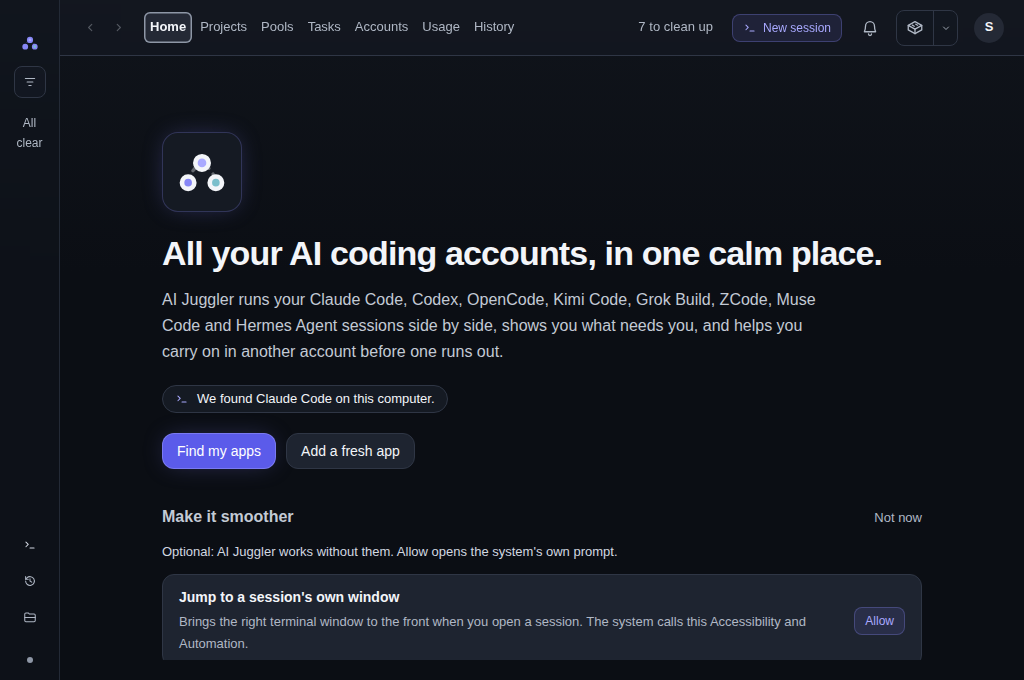 Home Projects Pools Tasks Accounts Usage History 7 to clean up New session S
All
clear
All your AI coding accounts, in one calm place.
AI Juggler runs your Claude Code, Codex, OpenCode, Kimi Code, Grok Build, ZCode, Muse
Code and Hermes Agent sessions side by side, shows you what needs you, and helps you
carry on in another account before one runs out.
We found Claude Code on this computer.
Find my apps Add a fresh app
Make it smoother Not now
Optional: AI Juggler works without them. Allow opens the system's own prompt.
Jump to a session's own window
Brings the right terminal window to the front when you open a session. The system calls this Accessibility and
Automation.
Allow